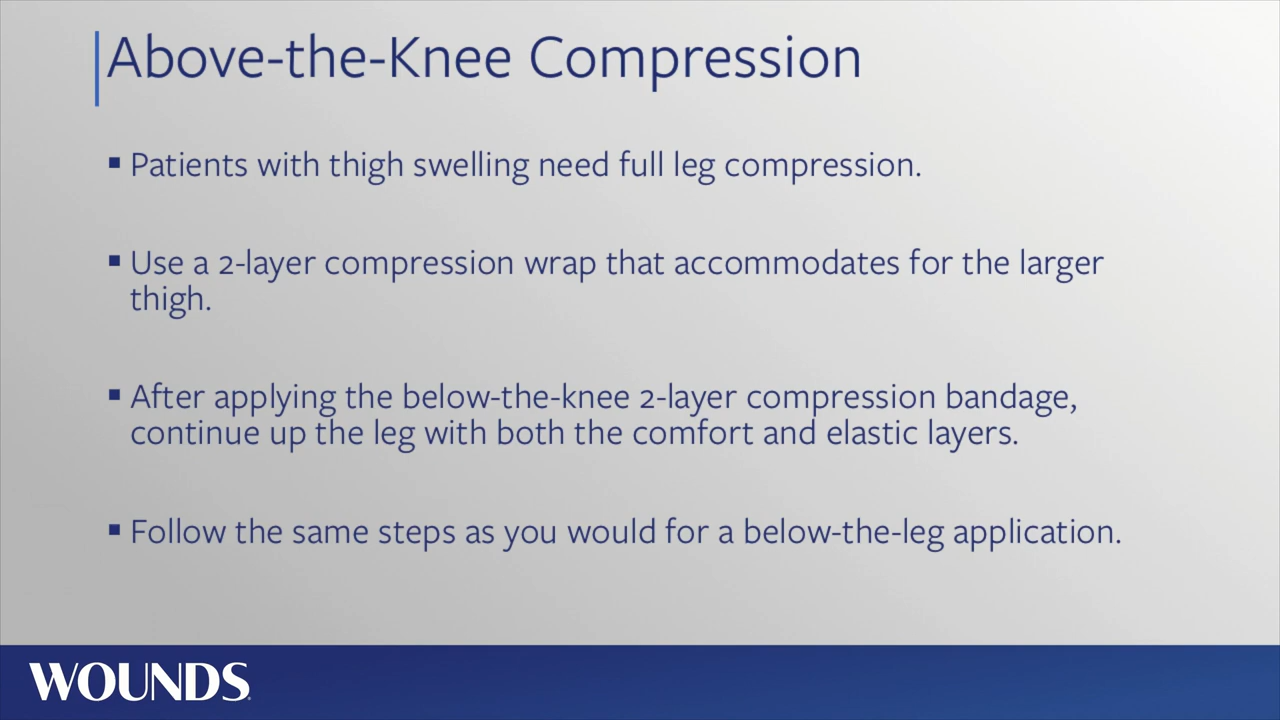 Above-the-Knee Compression
▪ Patients with thigh swelling need full leg compression.
▪ Use a 2-layer compression wrap that accommodates for the larger
thigh.
▪ After applying the below-the-knee 2-layer compression bandage,
continue up the leg with both the comfort and elastic layers.
▪ Follow the same steps as you would for a below-the-leg application.
WOUNDS